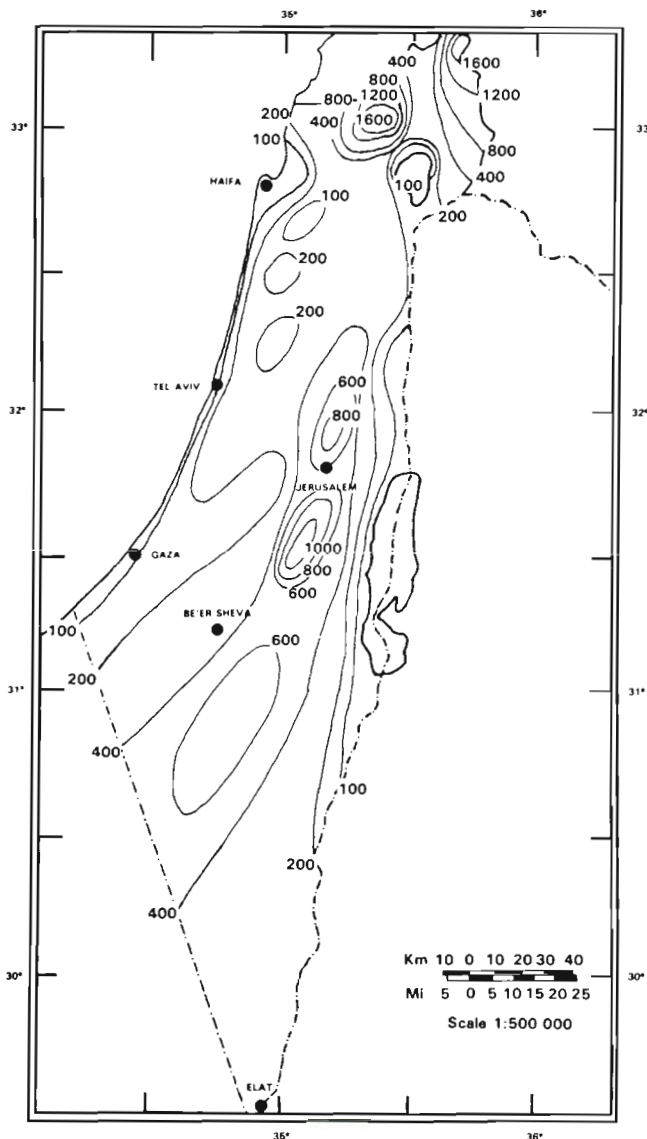 35° 36°
400 1600
800
1200 1200
200 800
33° 400 1600 33
100 800
HAIFA 100 400
100 200
200
200
TEL AVIV 600
32° 800 32°
JERUSALEM
GAZA 1000
800
BE'ER SHEVA 600
100 600
200
31° 31°
400
100
200
400
Km 10 0 10 20 30 40
30° 30°
Mi 5 0 5 10 15 20 25
Scale 1:500 000
ELAT
35° 36°